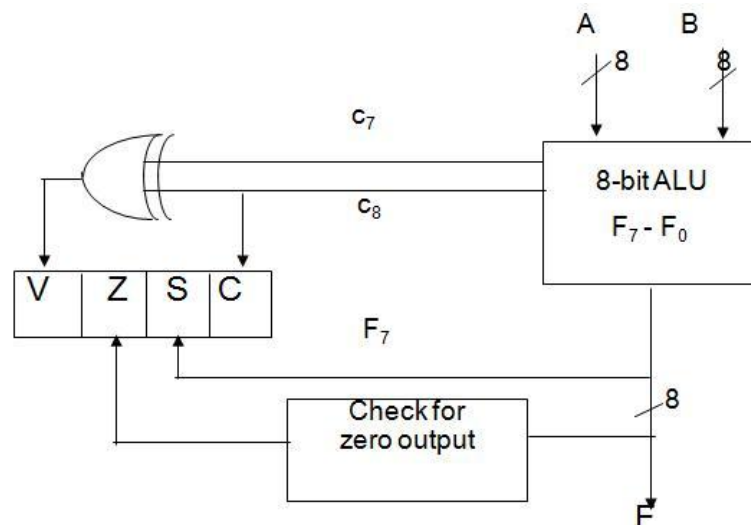 A
B
8
8
c₇
8-bit ALU
c₈
F₇ - F₀
V Z S C
F₇
8
Check for
zero output
F